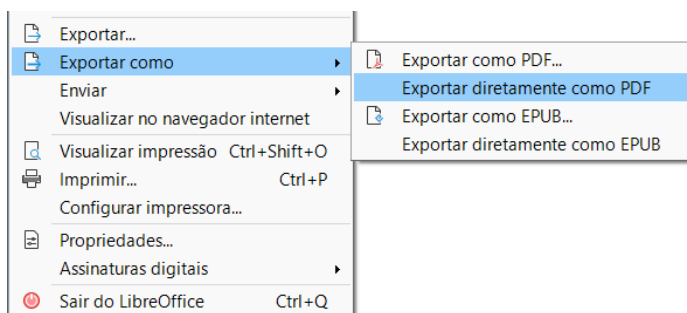 Exportar...
Exportar como
Enviar
Visualizar no navegador internet
Visualizar impressão Ctrl+Shift+O
Imprimir... Ctrl+P
Configurar impressora...
Propriedades...
Assinaturas digitais
Sair do LibreOffice Ctrl+Q
Exportar como PDF...
Exportar diretamente como PDF
Exportar como EPUB...
Exportar diretamente como EPUB